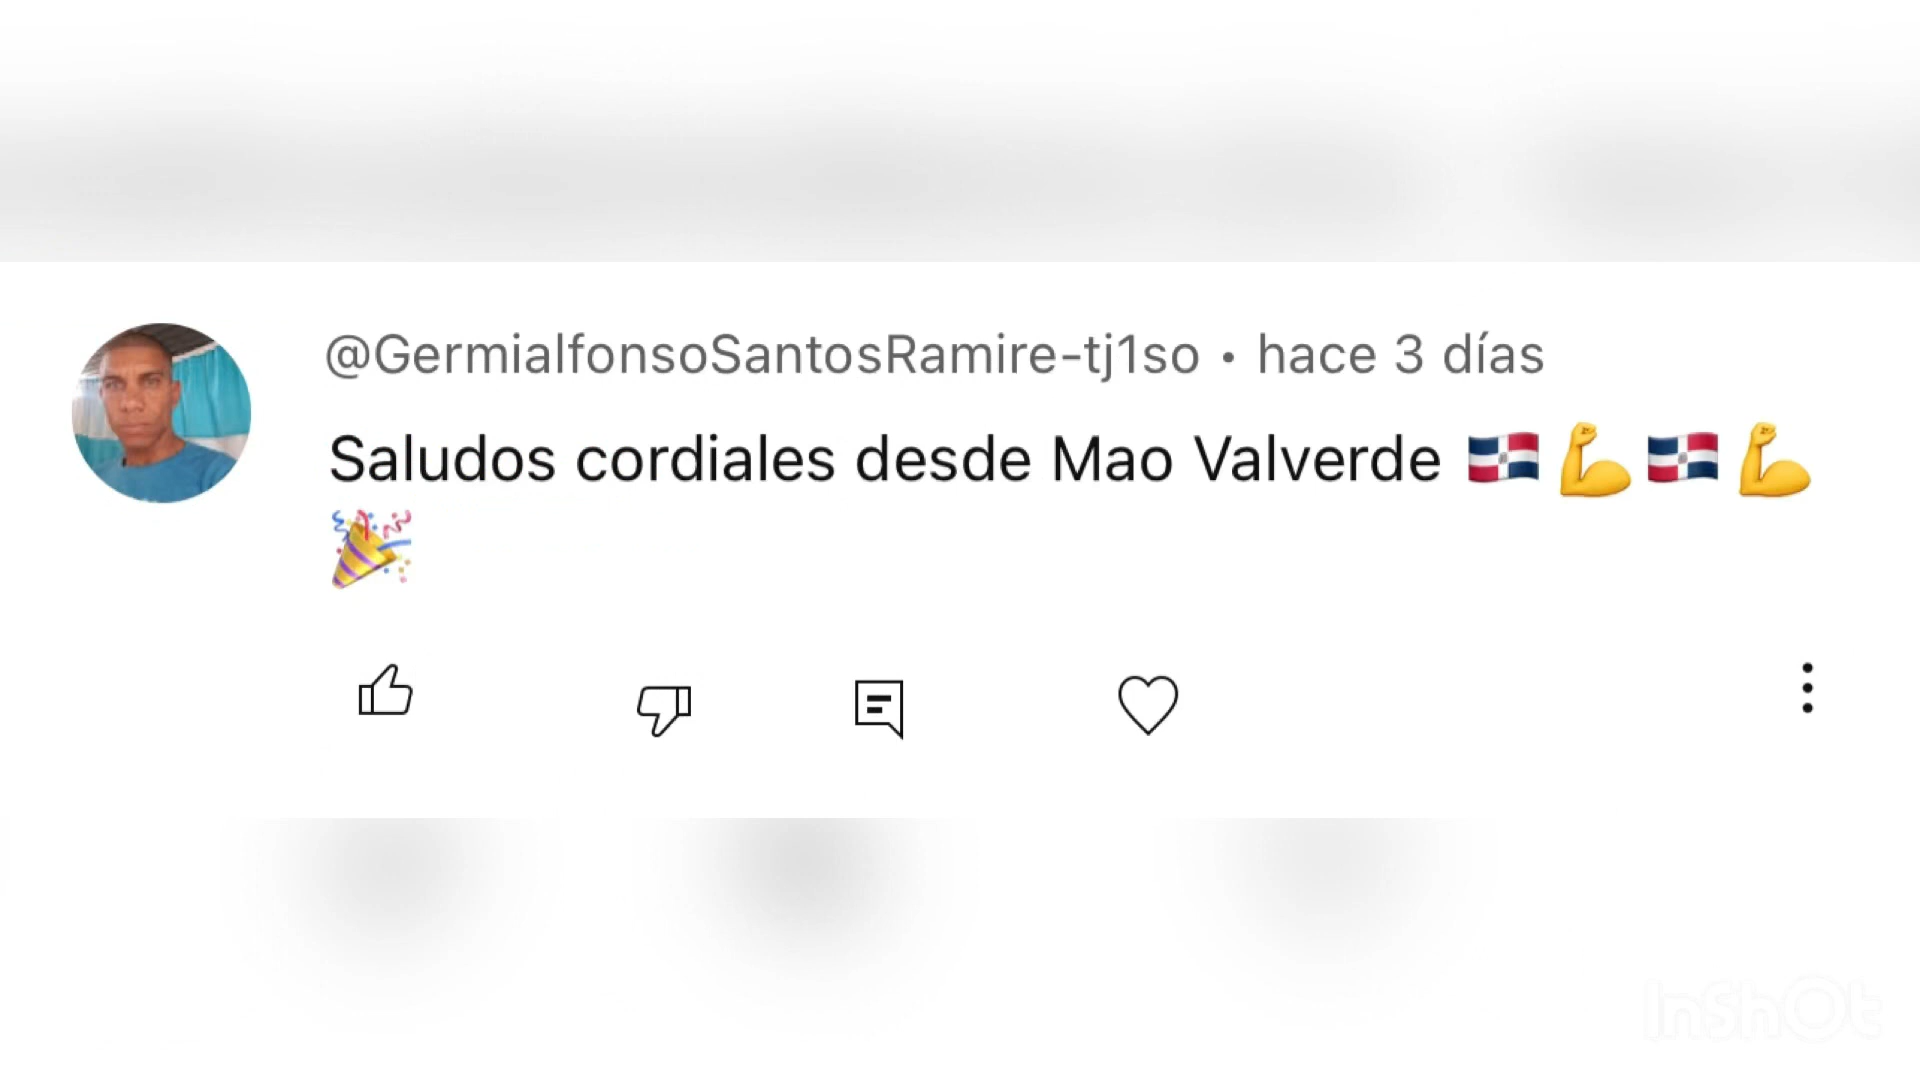 @GermialfonsoSantosRamire-tj1so • hace 3 días
Saludos cordiales desde Mao Valverde 🇩🇴💪🇩🇴💪
🎉
InShOt